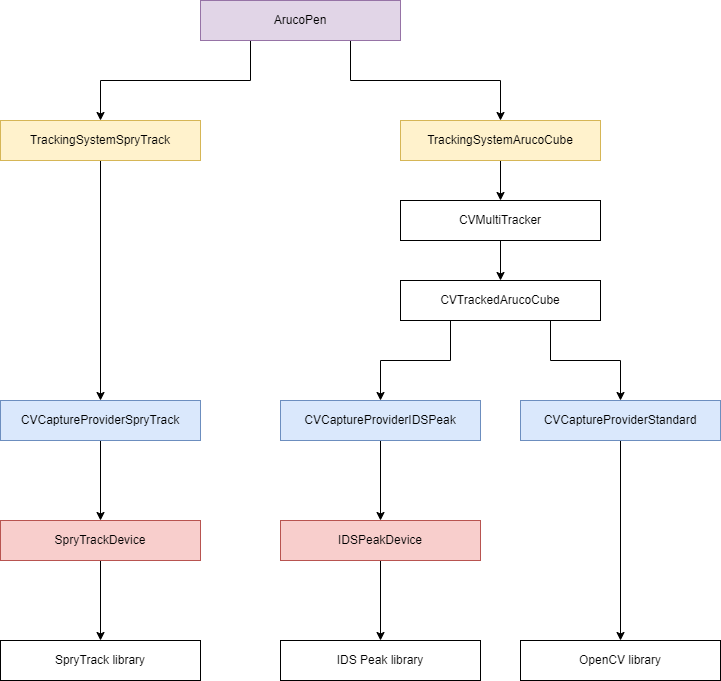 ArucoPen
TrackingSystemSpryTrack
TrackingSystemArucoCube
CVMultiTracker
CVTrackedArucoCube
CVCaptureProviderSpryTrack
CVCaptureProviderIDSPeak
CVCaptureProviderStandard
SpryTrackDevice
IDSPeakDevice
SpryTrack library
IDS Peak library
OpenCV library